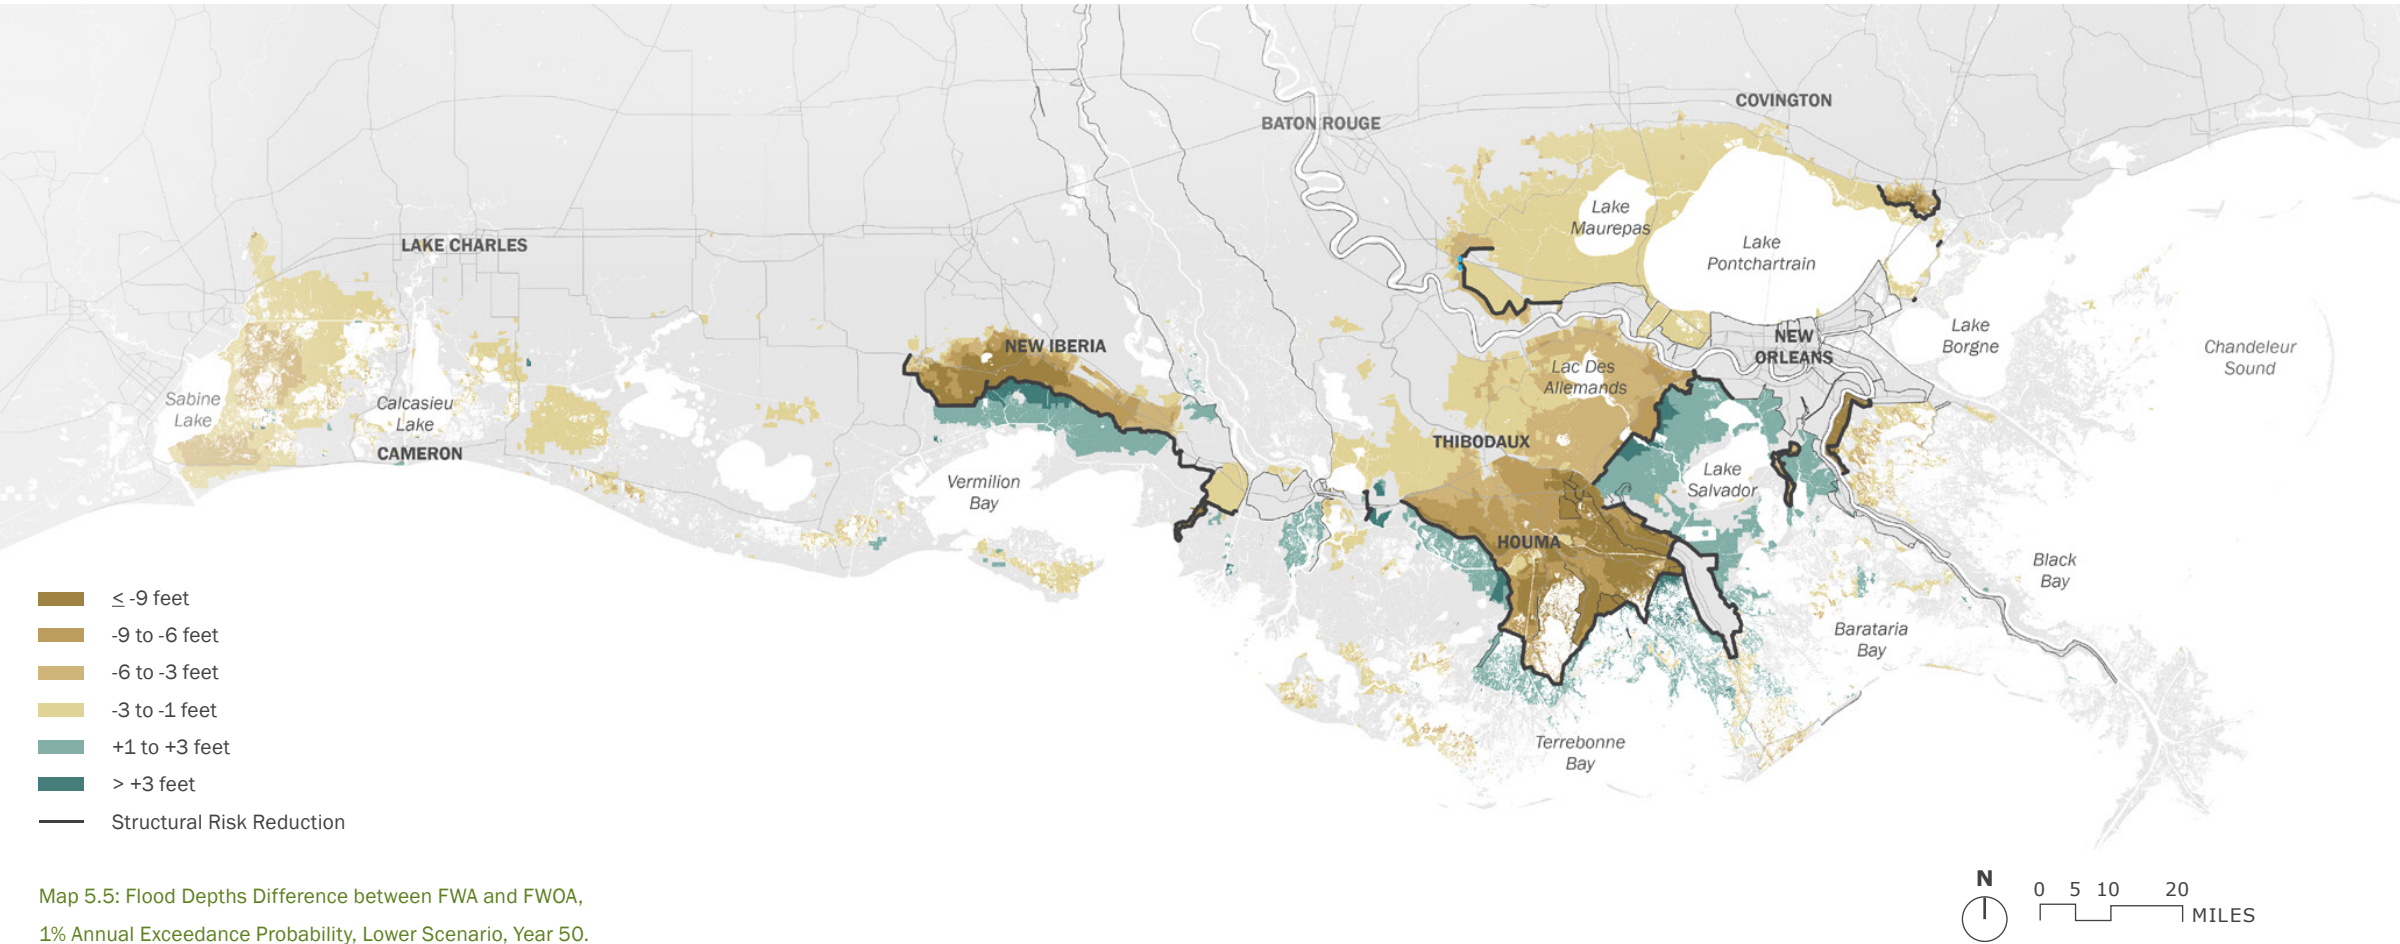 COVINGTON
BATON ROUGE
Lake
Maurepas
Lake
Pontchartrain
LAKE CHARLES
NEW IBERIA
NEW
ORLEANS
Lake
Borgne
Chandeleur
Sound
Lac Des
Allemands
Sabine
Lake
Calcasieu
Lake
CAMERON
THIBODAUX
Vermilion
Bay
Lake
Salvador
HOUMA
Black
Bay
Barataria
Bay
Terrebonne
Bay
≤ -9 feet
-9 to -6 feet
-6 to -3 feet
-3 to -1 feet
+1 to +3 feet
> +3 feet
Structural Risk Reduction
Map 5.5: Flood Depths Difference between FWA and FWOA,
1% Annual Exceedance Probability, Lower Scenario, Year 50.
N
0 5 10 20
MILES